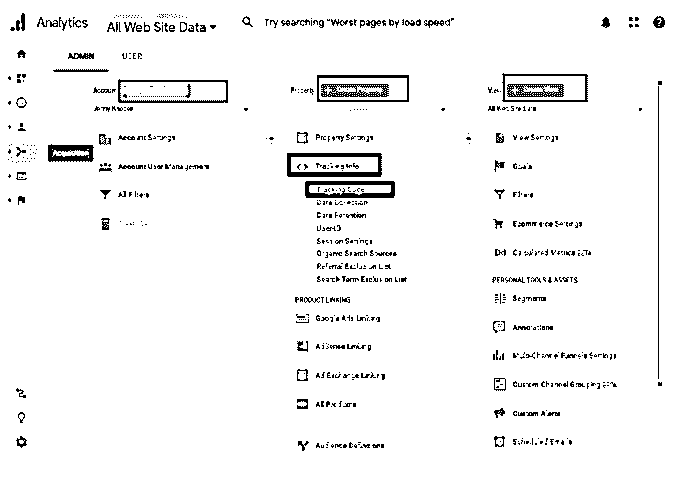 Analytics
All Web Site Data
Try searching "Worst pages by load speed"
ADMIN
USER
Account
Property
View
All Web Site Data
Acquisition
Account Settings
Account User Management
All Filters
Property Settings
Tracking Info
Tracking Code
Data Collection
Data Retention
User-ID
Session Settings
Organic Search Sources
Referral Exclusion List
Search Term Exclusion List
PRODUCT LINKING
Google Ads Linking
AdSense Linking
Ad Exchange Linking
All Products
Audience Definitions
View Settings
Goals
Filters
Ecommerce Settings
Calculated Metrics BETA
PERSONAL TOOLS & ASSETS
Segments
Annotations
Multi-Channel Funnels Settings
Custom Channel Grouping BETA
Custom Alerts
Scheduled Emails